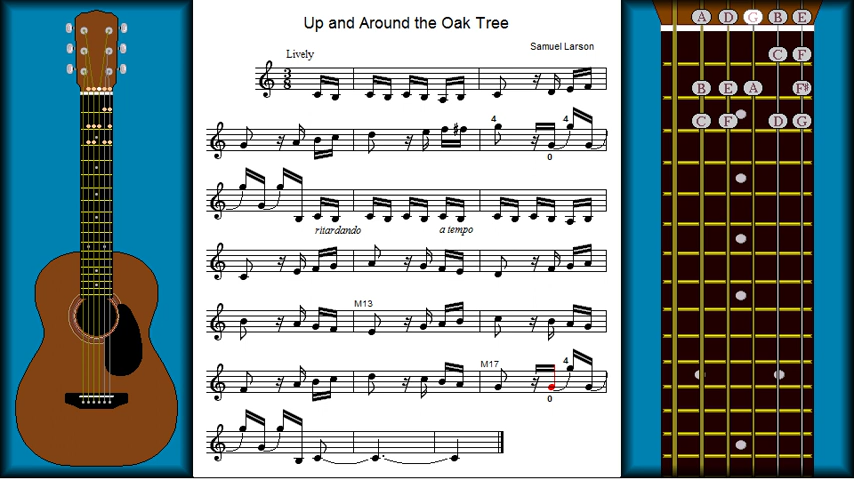 Up and Around the Oak Tree
Samuel Larson
Lively
3
8
4 4
0
ritardando a tempo
M13
M17 4
0
A D G B E
C F
B E A F#
C F D G